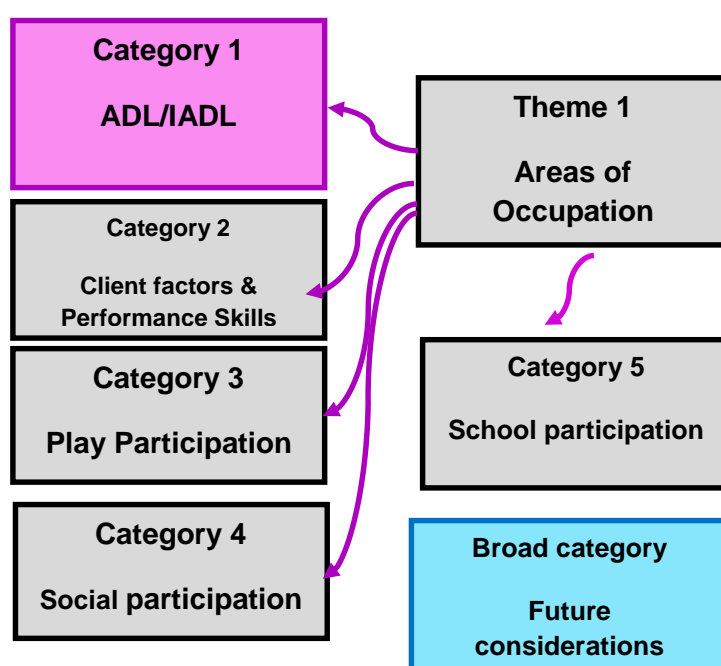 Category 1
ADL/IADL
Theme 1
Areas of
Occupation
Category 2
Client factors &
Performance Skills
Category 3
Play Participation
Category 5
School participation
Category 4
Social participation
Broad category
Future
considerations